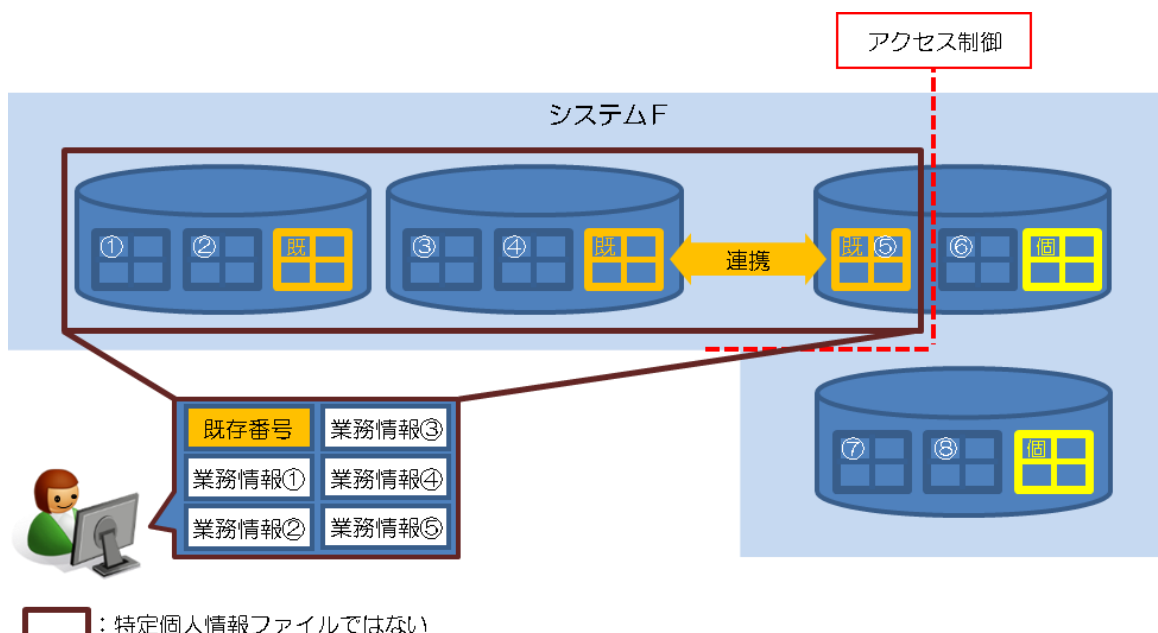 アクセス制御
システムF
① ② 既 ③ ④ 既 連携 既 ⑤ ⑥ 個
⑦ ⑧ 個
既存番号 業務情報③
業務情報① 業務情報④
業務情報② 業務情報⑤
:特定個人情報ファイルではない